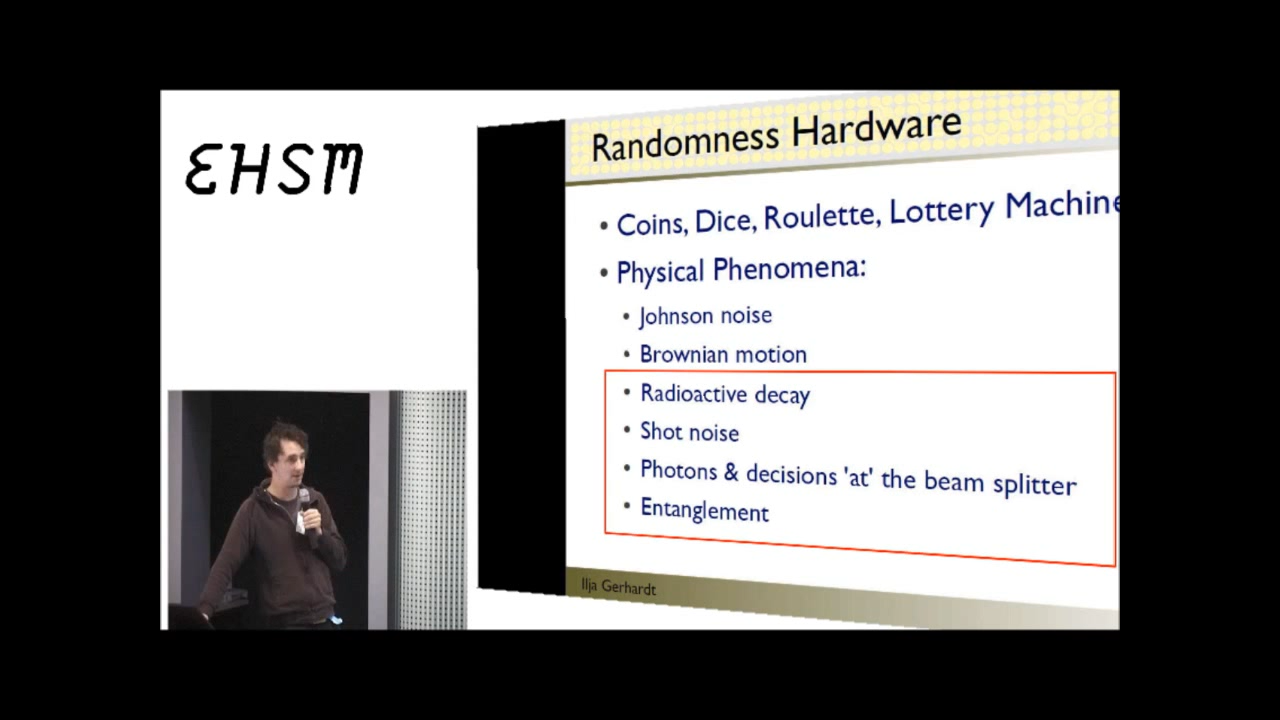 EHSM
Randomness Hardware
• Coins, Dice, Roulette, Lottery Machine
• Physical Phenomena:
• Johnson noise
• Brownian motion
• Radioactive decay
• Shot noise
• Photons & decisions 'at' the beam splitter
• Entanglement
Ilja Gerhardt